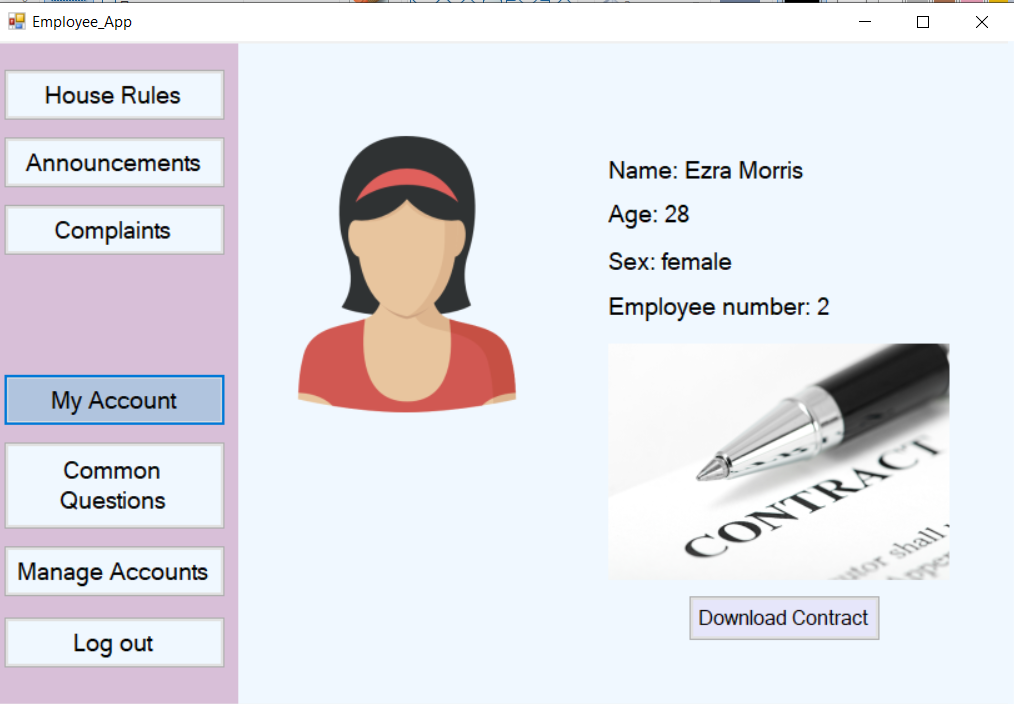 Employee_App
House Rules
Announcements
Complaints
My Account
Common
Questions
Manage Accounts
Log out
Name: Ezra Morris
Age: 28
Sex: female
Employee number: 2
CONTRACT
shall
Download Contract